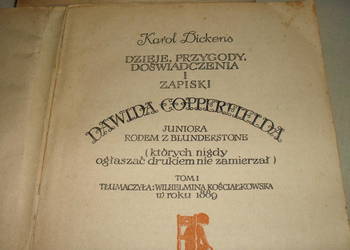 Karol Dickens
DZIEJE, PRZYGODY,
DOŚWIADCZENIA
I
ZAPISKI
DAWIDA COPPERFIELDA
JUNIORA
RODEM Z BLUNDERSTONE
(których nigdy
ogłaszać drukiem nie zamierzał)
TOM I
TŁUMACZYŁA: WILHELMINA KOŚCIAŁKOWSKA
w roku 1889